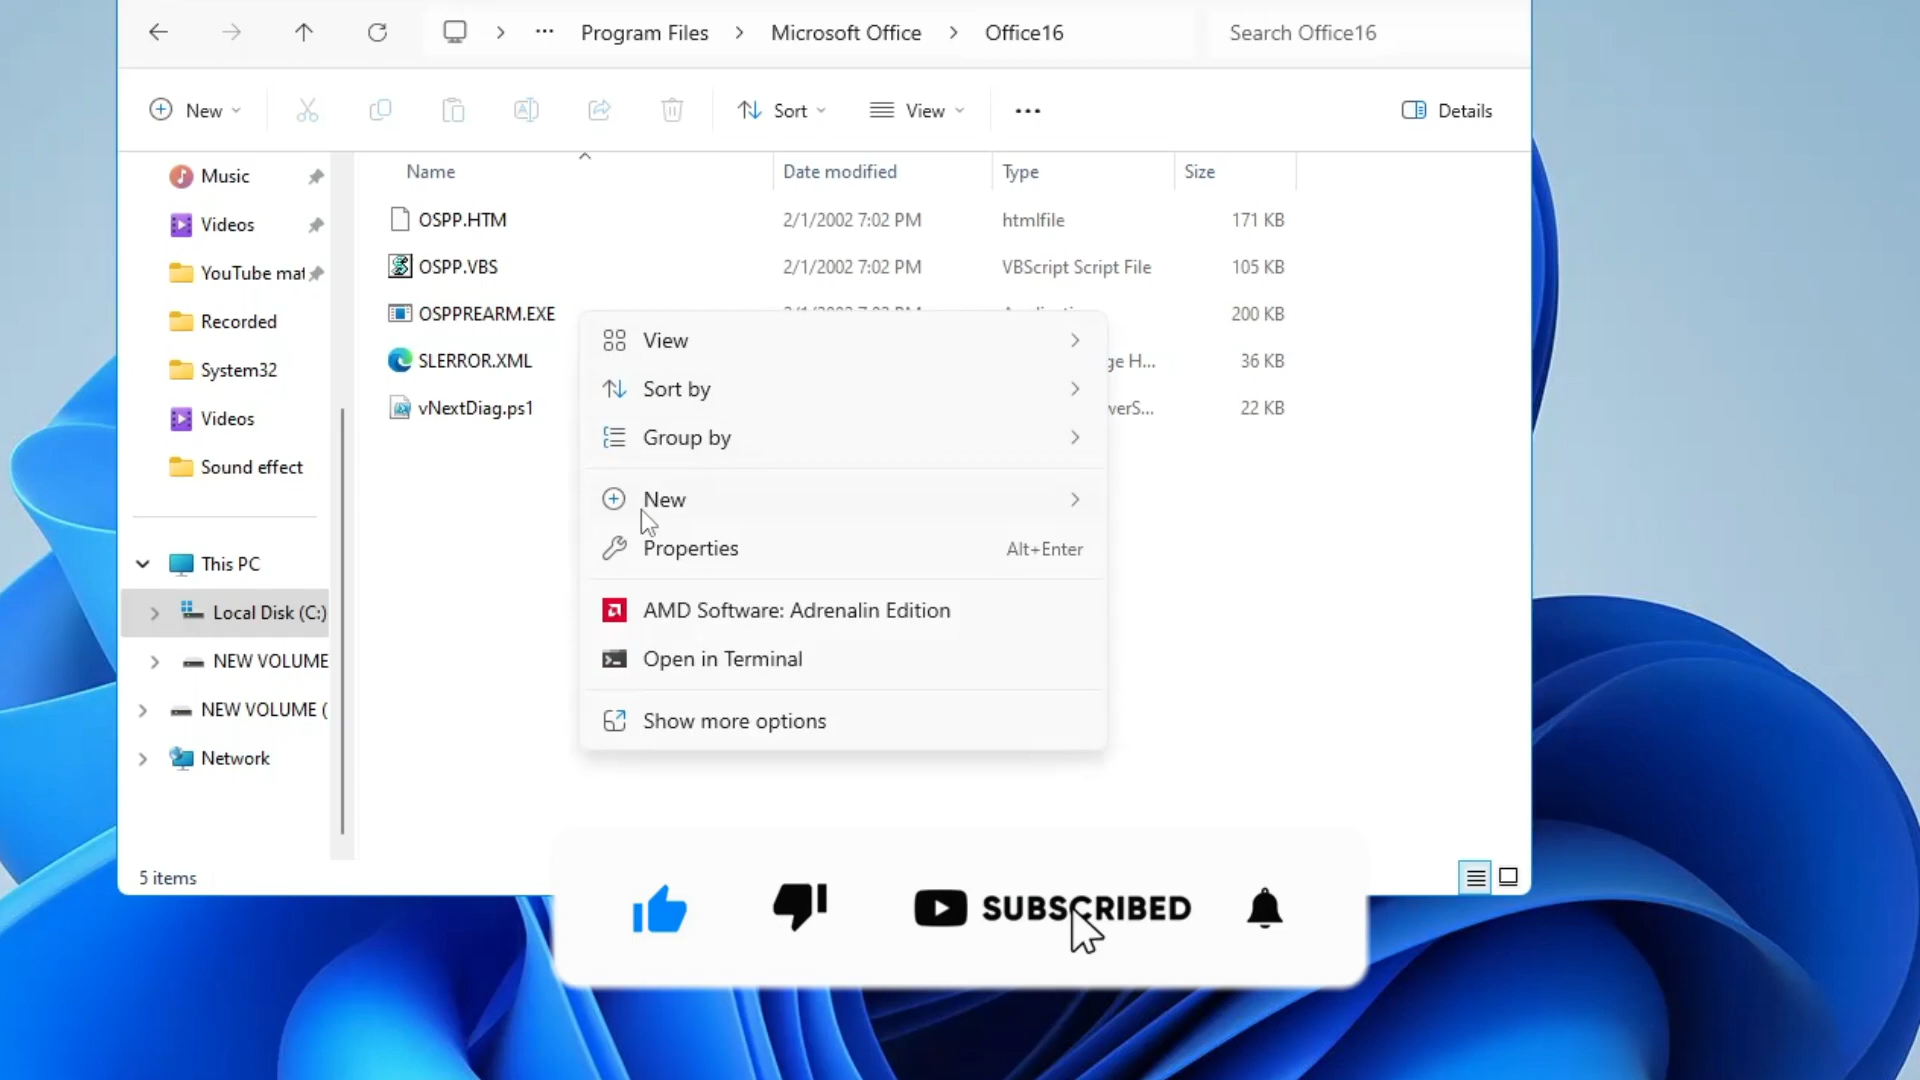 Program Files > Microsoft Office > Office16
Search Office16
New
Sort
View
Details
Name
Date modified
Type
Size
Music
Videos
YouTube mat
Recorded
System32
Videos
Sound effect
This PC
Local Disk (C:)
NEW VOLUME
NEW VOLUME (
Network
OSPP.HTM 2/1/2002 7:02 PM htmlfile 171 KB
OSPP.VBS 2/1/2002 7:02 PM VBScript Script File 105 KB
OSPPREARM.EXE 200 KB
SLERROR.XML ge H... 36 KB
vNextDiag.ps1 verS... 22 KB
View
Sort by
Group by
New
Properties Alt+Enter
AMD Software: Adrenalin Edition
Open in Terminal
Show more options
5 items
SUBSCRIBED